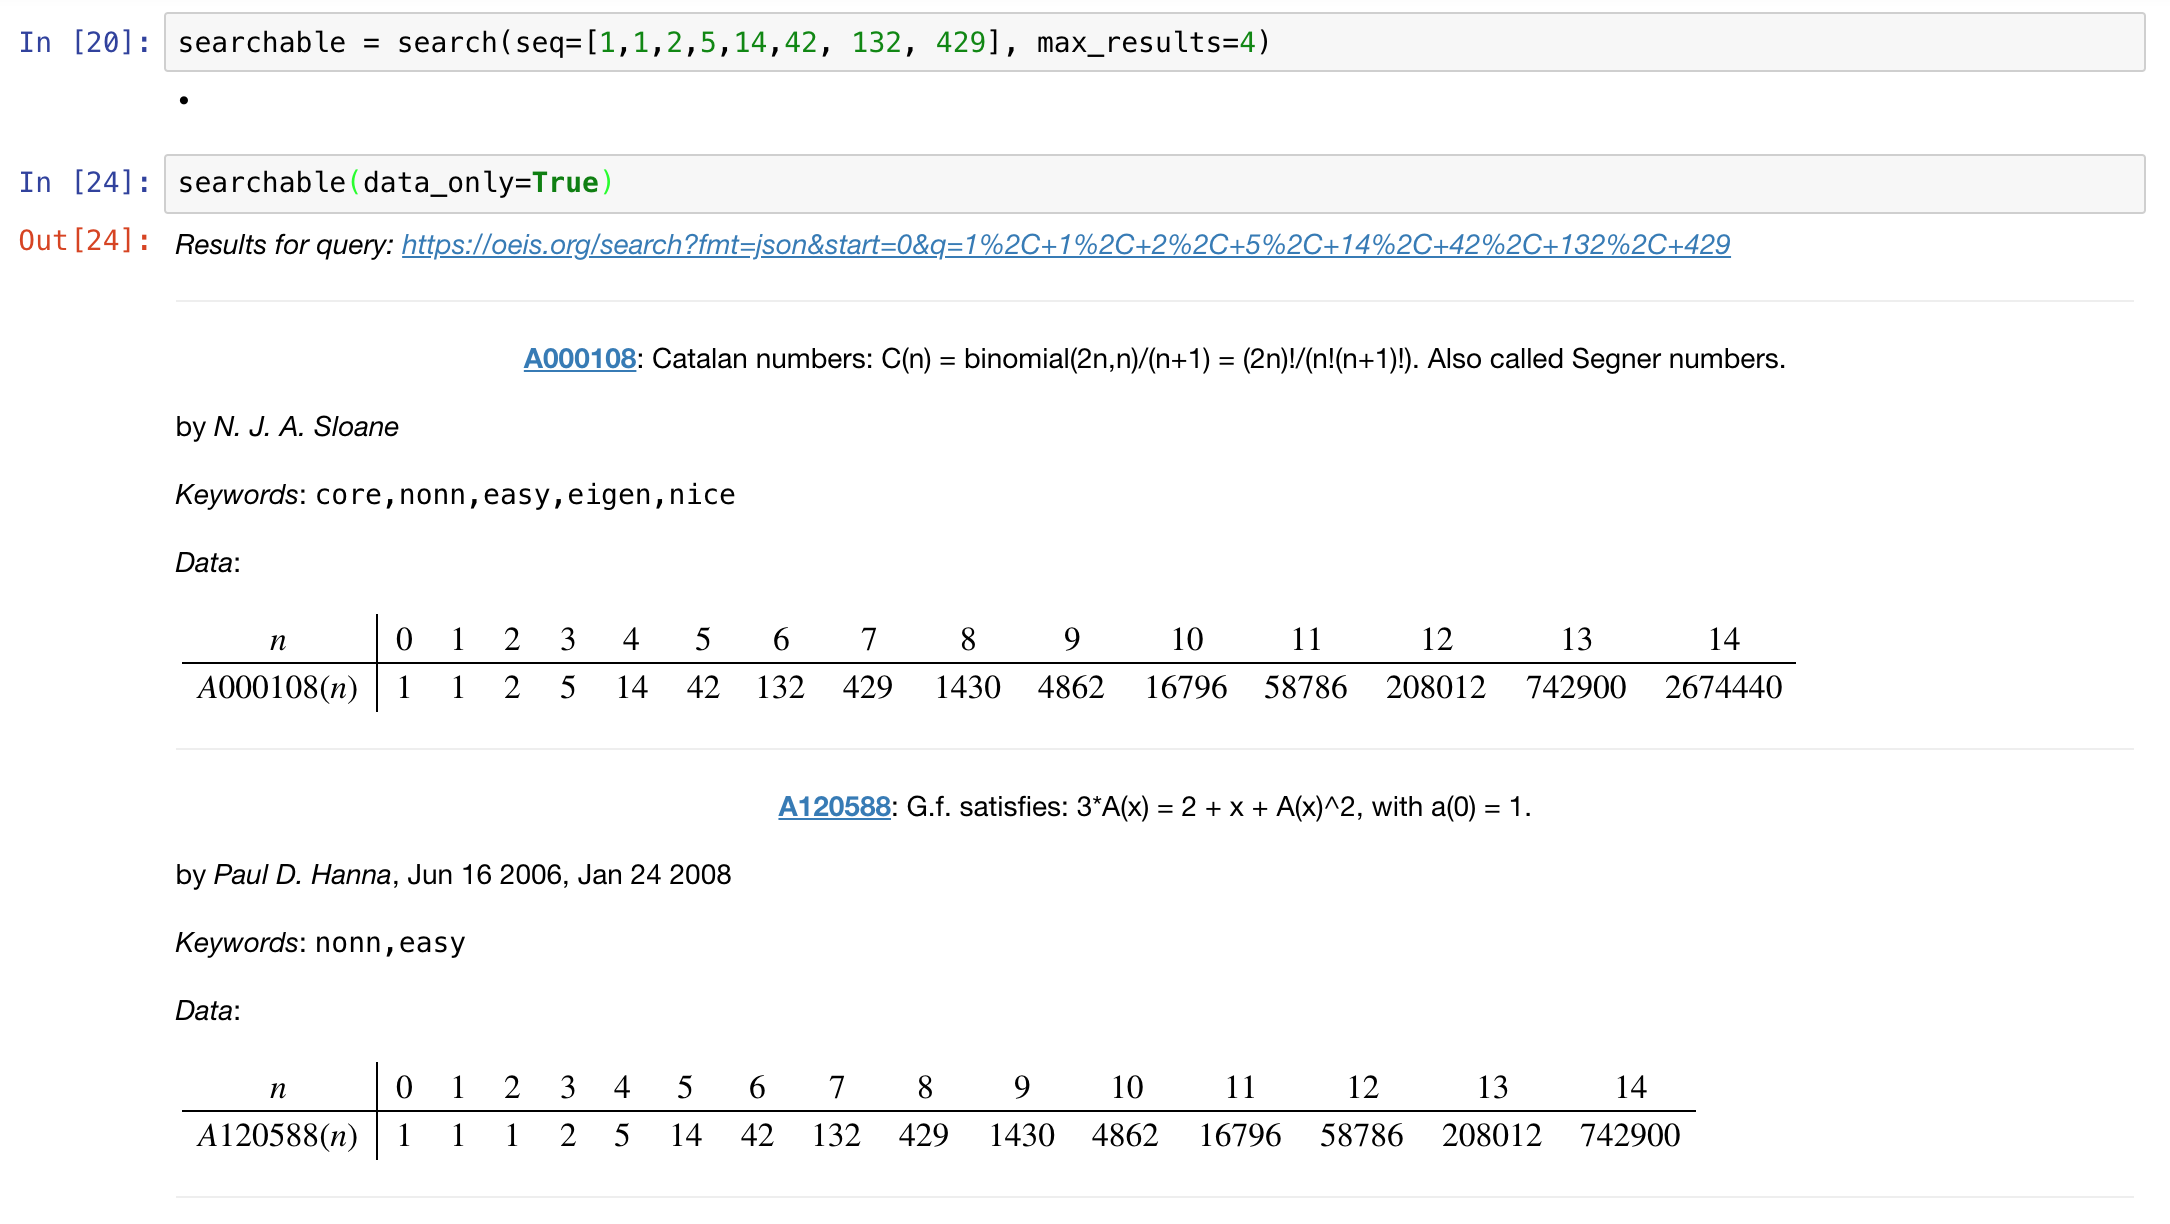 In [20]: searchable = search(seq=[1,1,2,5,14,42, 132, 429], max_results=4)
•
In [24]: searchable(data_only=True)
Out[24]: Results for query: https://oeis.org/search?fmt=json&start=0&q=1%2C+1%2C+2%2C+5%2C+14%2C+42%2C+132%2C+429
A000108: Catalan numbers: C(n) = binomial(2n,n)/(n+1) = (2n)!/(n!(n+1)!). Also called Segner numbers.
by N. J. A. Sloane
Keywords: core,nonn,easy,eigen,nice
Data:
n 0 1 2 3 4 5 6 7 8 9 10 11 12 13 14
A000108(n) 1 1 2 5 14 42 132 429 1430 4862 16796 58786 208012 742900 2674440
A120588: G.f. satisfies: 3*A(x) = 2 + x + A(x)^2, with a(0) = 1.
by Paul D. Hanna, Jun 16 2006, Jan 24 2008
Keywords: nonn,easy
Data:
n 0 1 2 3 4 5 6 7 8 9 10 11 12 13 14
A120588(n) 1 1 1 2 5 14 42 132 429 1430 4862 16796 58786 208012 742900